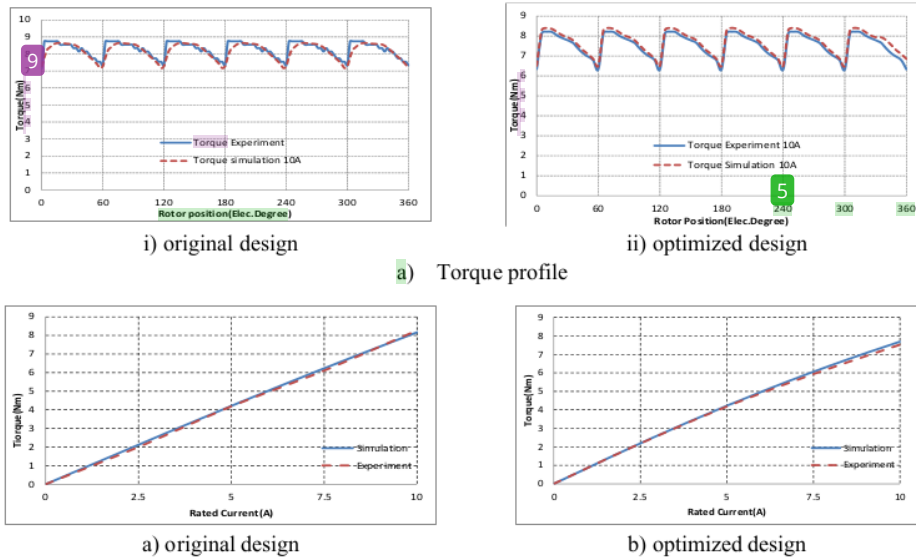 10
9
8
7
6
5
4
3
2
1
0
Torque(Nm)
Torque Experiment
Torque simulation 10A
0 60 120 180 240 300 360
Rotor position(Elec.Degree)
i) original design
9
8
7
6
5
4
3
2
1
0
Torque(Nm)
Torque Experiment 10A
Torque Simulation 10A
5
0 60 120 180 240 300 360
Rotor Position(Elec.Degree)
ii) optimized design
a) Torque profile
9
8
7
6
5
4
3
2
1
0
Tiorque(Nm)
Simulation
Experiment
0 2.5 5 7.5 10
Rated Current(A)
a) original design
9
8
7
6
5
4
3
2
1
0
Torque(Nm)
Simulation
Experiment
0 2.5 5 7.5 10
Rated Current(A)
b) optimized design